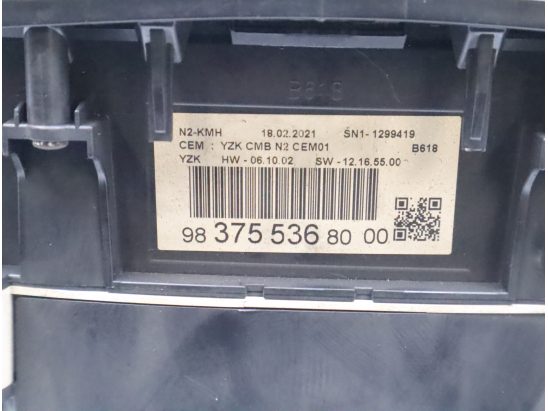 B618
N2-KMH 18.02.2021 SN1- 1299419
CEM : YZK CMB N2 CEM01 B618
YZK HW - 06.10.02 SW - 12.16.55.00
98 375 536 80 00